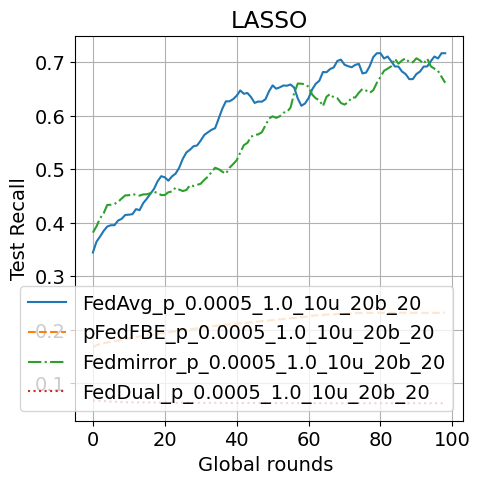 LASSO
0.7
0.6
0.5
0.4
0.3
0.2
0.1
Test Recall
FedAvg_p_0.0005_1.0_10u_20b_20
pFedFBE_p_0.0005_1.0_10u_20b_20
Fedmirror_p_0.0005_1.0_10u_20b_20
FedDual_p_0.0005_1.0_10u_20b_20
0 20 40 60 80 100
Global rounds